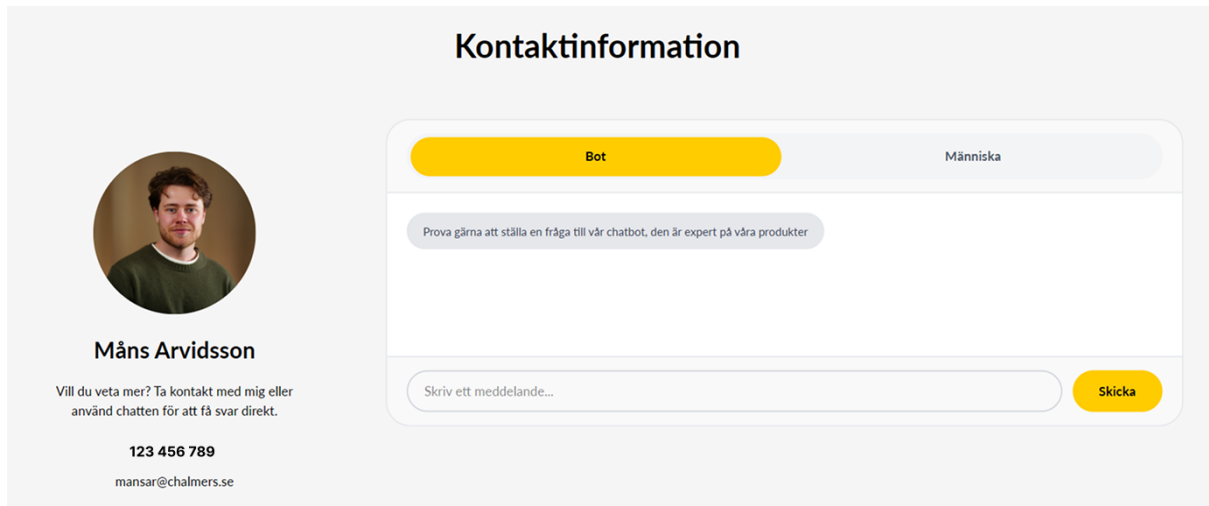 Kontaktinformation
Bot
Människa
Prova gärna att ställa en fråga till vår chatbot, den är expert på våra produkter
Måns Arvidsson
Vill du veta mer? Ta kontakt med mig eller
använd chatten för att få svar direkt.
123 456 789
mansar@chalmers.se
Skriv ett meddelande...
Skicka